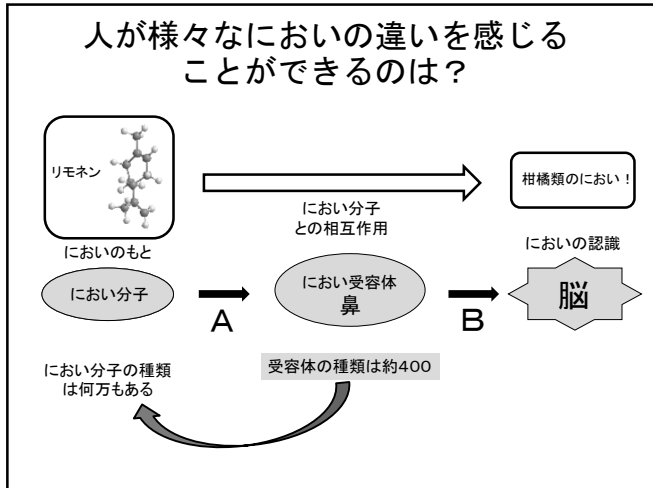 人が様々なにおいの違いを感じる
ことができるのは？
リモネン
柑橘類のにおい！
におい分子
との相互作用
においのもと
においの認識
におい分子
A
におい受容体
鼻
B
脳
におい分子の種類
は何万もある
受容体の種類は約400